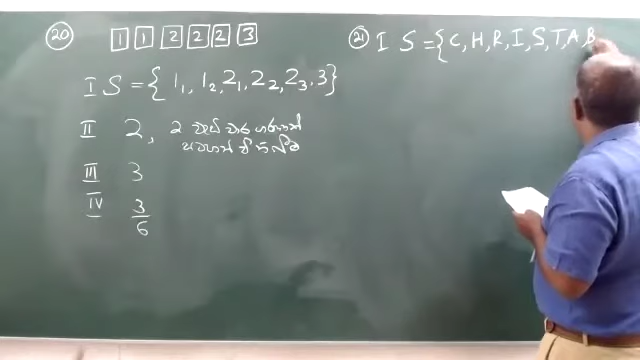 20 1 1 2 2 2 3
I S = { 1₁, 1₂, 2₁, 2₂, 2₃, 3 }
II 2,
III 3
IV 3/6
21 I S = { C, H, R, I, S, T, A, B